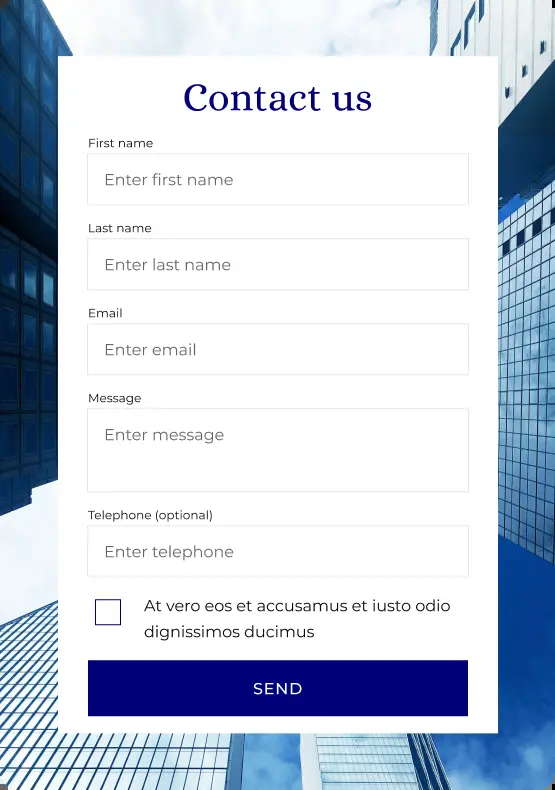 Contact us
First name
Enter first name
Last name
Enter last name
Email
Enter email
Message
Enter message
Telephone (optional)
Enter telephone
At vero eos et accusamus et iusto odio
dignissimos ducimus
SEND